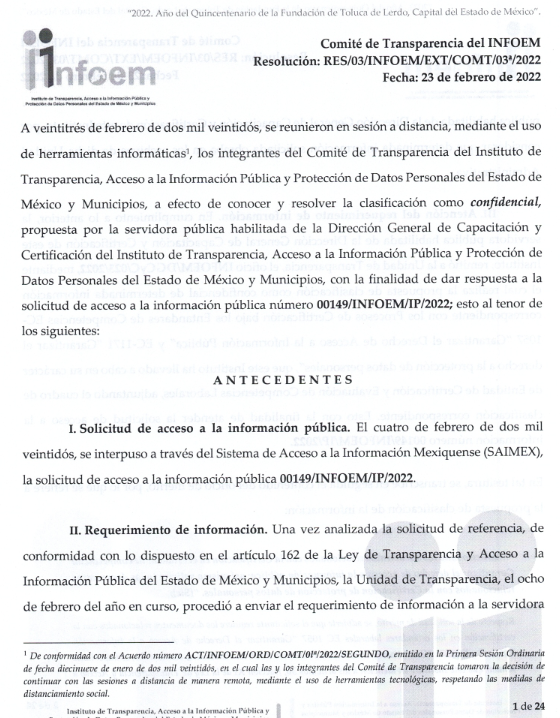 "2022. Año del Quincentenario de la Fundación de Toluca de Lerdo, Capital del Estado de México".
Infoem
Instituto de Transparencia, Acceso a la Información Pública y
Protección de Datos Personales del Estado de México y Municipios
Comité de Transparencia del INFOEM
Resolución: RES/03/INFOEM/EXT/COMT/03ª/2022
Fecha: 23 de febrero de 2022
A veintitrés de febrero de dos mil veintidós, se reunieron en sesión a distancia, mediante el uso
de herramientas informáticas¹, los integrantes del Comité de Transparencia del Instituto de
Transparencia, Acceso a la Información Pública y Protección de Datos Personales del Estado de
México y Municipios, a efecto de conocer y resolver la clasificación como confidencial,
propuesta por la servidora pública habilitada de la Dirección General de Capacitación y
Certificación del Instituto de Transparencia, Acceso a la Información Pública y Protección de
Datos Personales del Estado de México y Municipios, con la finalidad de dar respuesta a la
solicitud de acceso a la información pública número 00149/INFOEM/IP/2022; esto al tenor de
los siguientes:
ANTECEDENTES
I. Solicitud de acceso a la información pública. El cuatro de febrero de dos mil
veintidós, se interpuso a través del Sistema de Acceso a la Información Mexiquense (SAIMEX),
la solicitud de acceso a la información pública 00149/INFOEM/IP/2022.
II. Requerimiento de información. Una vez analizada la solicitud de referencia, de
conformidad con lo dispuesto en el artículo 162 de la Ley de Transparencia y Acceso a la
Información Pública del Estado de México y Municipios, la Unidad de Transparencia, el ocho
de febrero del año en curso, procedió a enviar el requerimiento de información a la servidora
¹ De conformidad con el Acuerdo número ACT/INFOEM/ORD/COMT/01ª/2022/SEGUNDO, emitido en la Primera Sesión Ordinaria
de fecha diecinueve de enero de dos mil veintidós, en el cual las y los integrantes del Comité de Transparencia tomaron la decisión de
continuar con las sesiones a distancia de manera remota, mediante el uso de herramientas tecnológicas, respetando las medidas de
distanciamiento social.
1 de 24
Instituto de Transparencia, Acceso a la Información Pública y